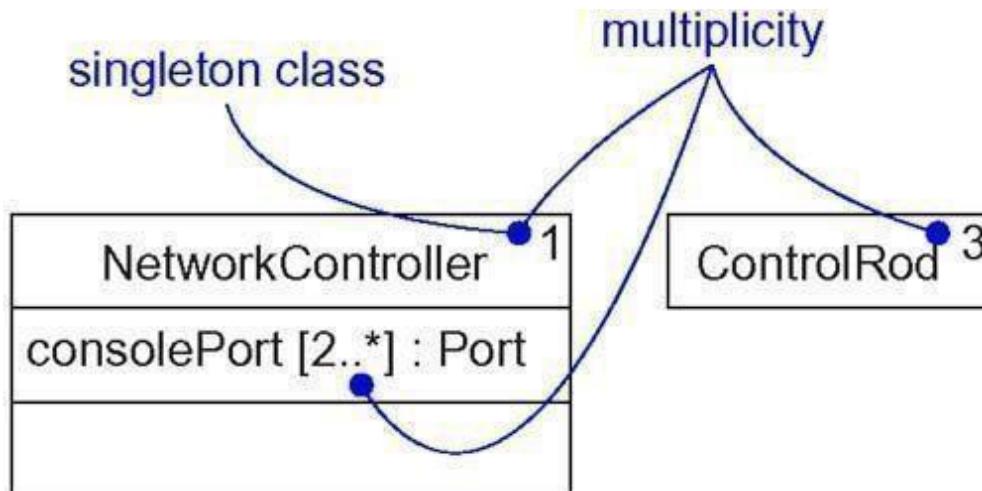 multiplicity
singleton class
NetworkController 1
ControlRod 3
consolePort [2..*] : Port